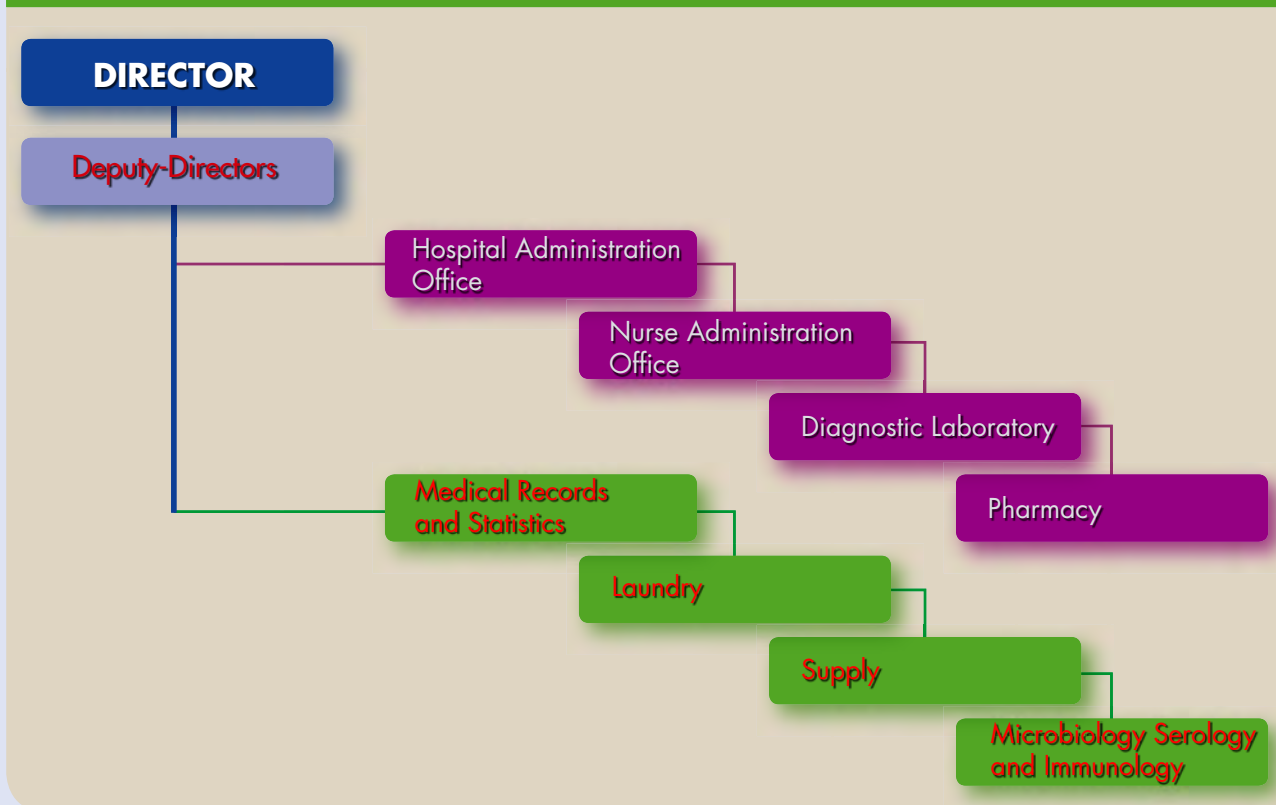 DIRECTOR
Deputy-Directors
Hospital Administration
Office
Nurse Administration
Office
Diagnostic Laboratory
Pharmacy
Medical Records
and Statistics
Laundry
Supply
Microbiology Serology
and Immunology